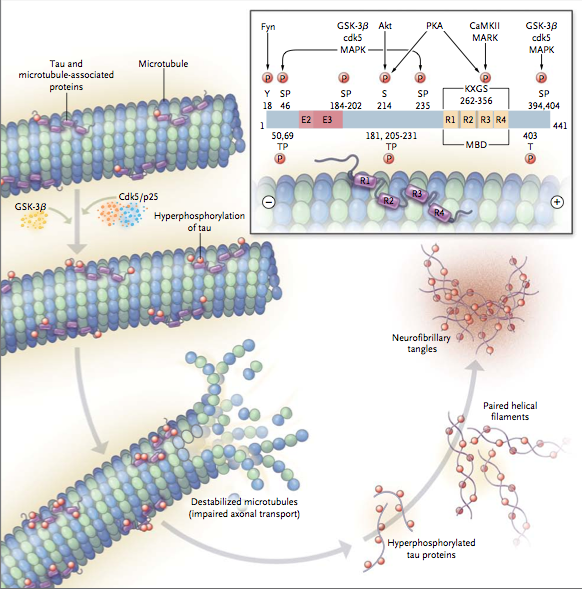 Fyn
GSK-3β
cdk5
MAPK
Akt
PKA
CaMKII
MARK
GSK-3β
cdk5
MAPK
P P P P P P P
Y SP SP S SP KXGS SP
18 46 184-202 214 235 262-356 394,404
1 E2 E3 R1 R2 R3 R4 441
50,69 181, 205-231 MBD 403
TP TP T
P P P
R1
R2
R3
R4
− +
Tau and
microtubule-associated
proteins
Microtubule
GSK-3β
Cdk5/p25
Hyperphosphorylation
of tau
Neurofibrillary
tangles
Paired helical
filaments
Destabilized microtubules
(impaired axonal transport)
Hyperphosphorylated
tau proteins